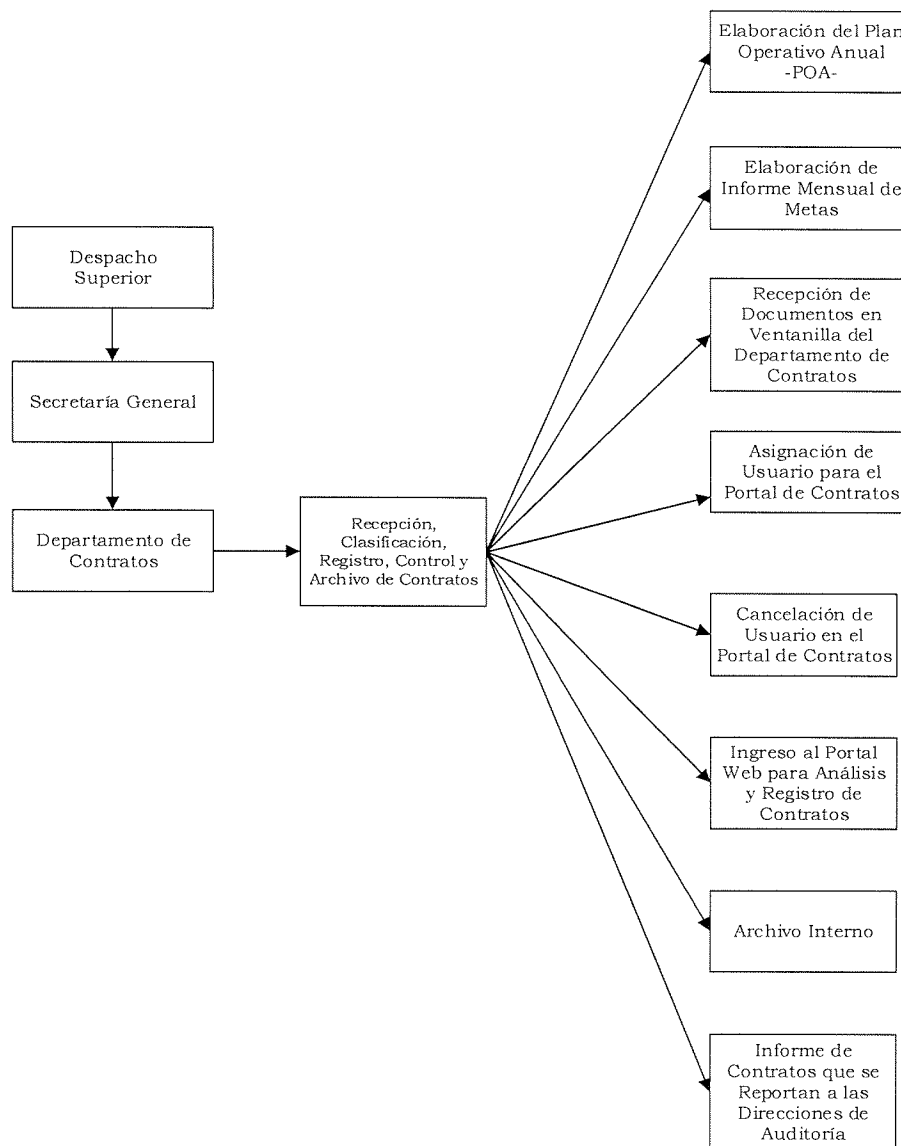 Despacho
Superior
Secretaría General
Departamento de
Contratos
Recepción,
Clasificación,
Registro, Control y
Archivo de Contratos
Elaboración del Plan
Operativo Anual
-POA-
Elaboración de
Informe Mensual de
Metas
Recepción de
Documentos en
Ventanilla del
Departamento de
Contratos
Asignación de
Usuario para el
Portal de Contratos
Cancelación de
Usuario en el
Portal de Contratos
Ingreso al Portal
Web para Análisis
y Registro de
Contratos
Archivo Interno
Informe de
Contratos que se
Reportan a las
Direcciones de
Auditoría